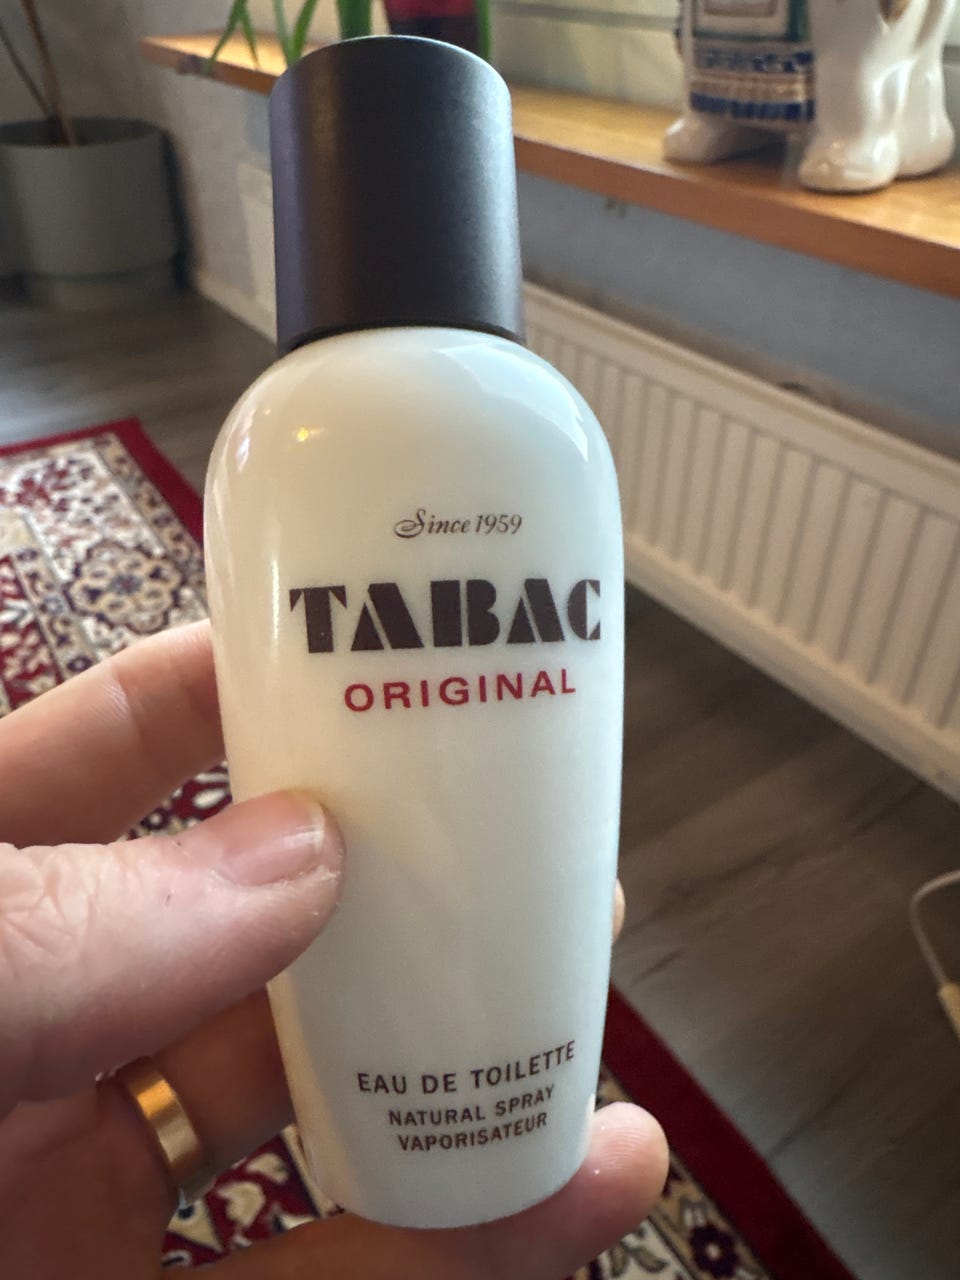 Since 1959
TABAC
ORIGINAL
EAU DE TOILETTE
NATURAL SPRAY
VAPORISATEUR